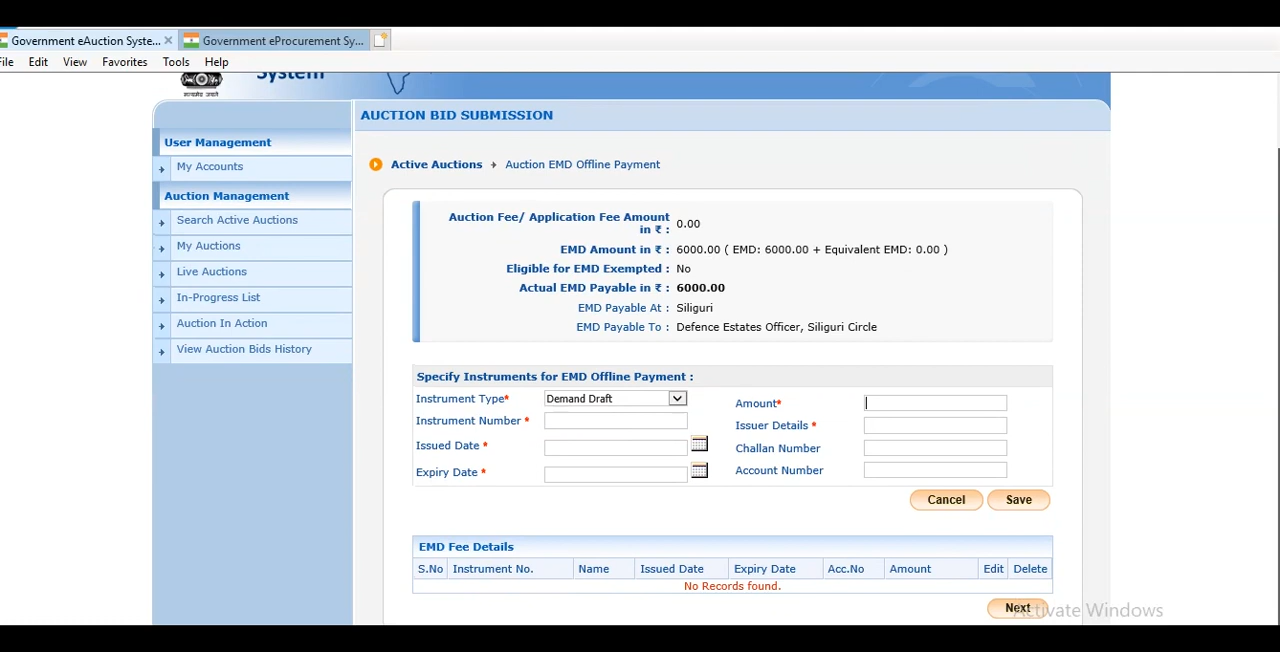 Government eAuction Syste... Government eProcurement Sy...
File Edit View Favorites Tools Help
System
सत्यमेव जयते
AUCTION BID SUBMISSION
User Management
My Accounts
Auction Management
Search Active Auctions
My Auctions
Live Auctions
In-Progress List
Auction In Action
View Auction Bids History
Active Auctions Auction EMD Offline Payment
Auction Fee/ Application Fee Amount
in ₹ : 0.00
EMD Amount in ₹ : 6000.00 ( EMD: 6000.00 + Equivalent EMD: 0.00 )
Eligible for EMD Exempted : No
Actual EMD Payable in ₹ : 6000.00
EMD Payable At : Siliguri
EMD Payable To : Defence Estates Officer, Siliguri Circle
Specify Instruments for EMD Offline Payment :
Instrument Type* Demand Draft Amount*
Instrument Number * Issuer Details *
Issued Date * Challan Number
Expiry Date * Account Number
Cancel Save
EMD Fee Details
S.No Instrument No. Name Issued Date Expiry Date Acc.No Amount Edit Delete
No Records found.
Next
Activate Windows